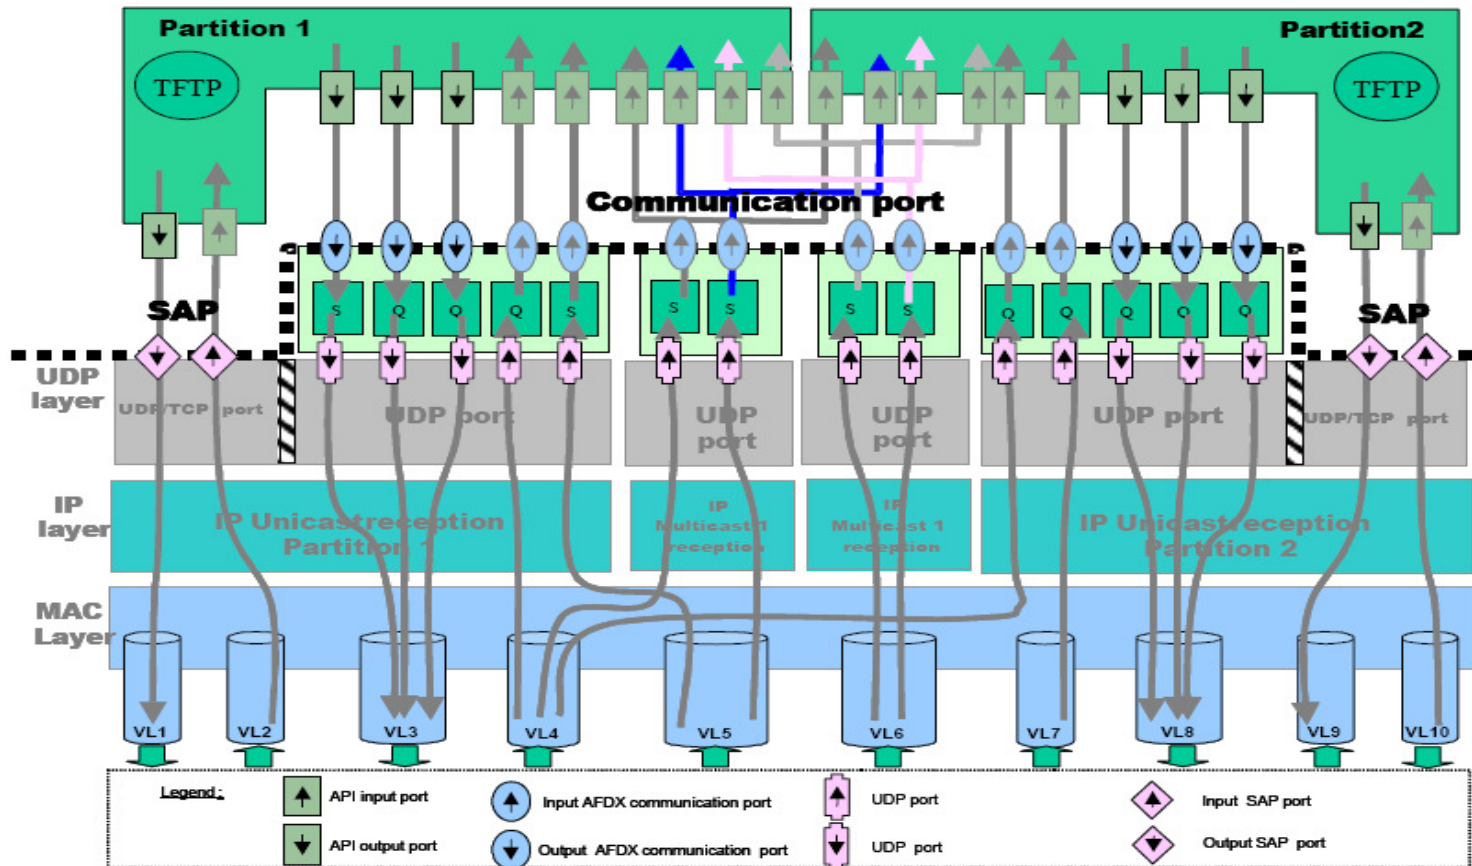 Partition 1
Partition2
TFTP
TFTP
Communication port
SAP
SAP
S Q Q Q S
S S
S S
Q Q Q Q Q
UDP
layer
UDP/TCP port
UDP port
UDP
port
UDP
port
UDP port
UDP/TCP port
IP
layer
IP Unicastreception
Partition 1
IP
Multicast 1
reception
IP
Multicast 1
reception
IP Unicastreception
Partition 2
MAC
Layer
VL1
VL2
VL3
VL4
VL5
VL6
VL7
VL8
VL9
VL10
Legend :
API input port
Input AFDX communication port
UDP port
Input SAP port
API output port
Output AFDX communication port
UDP port
Output SAP port